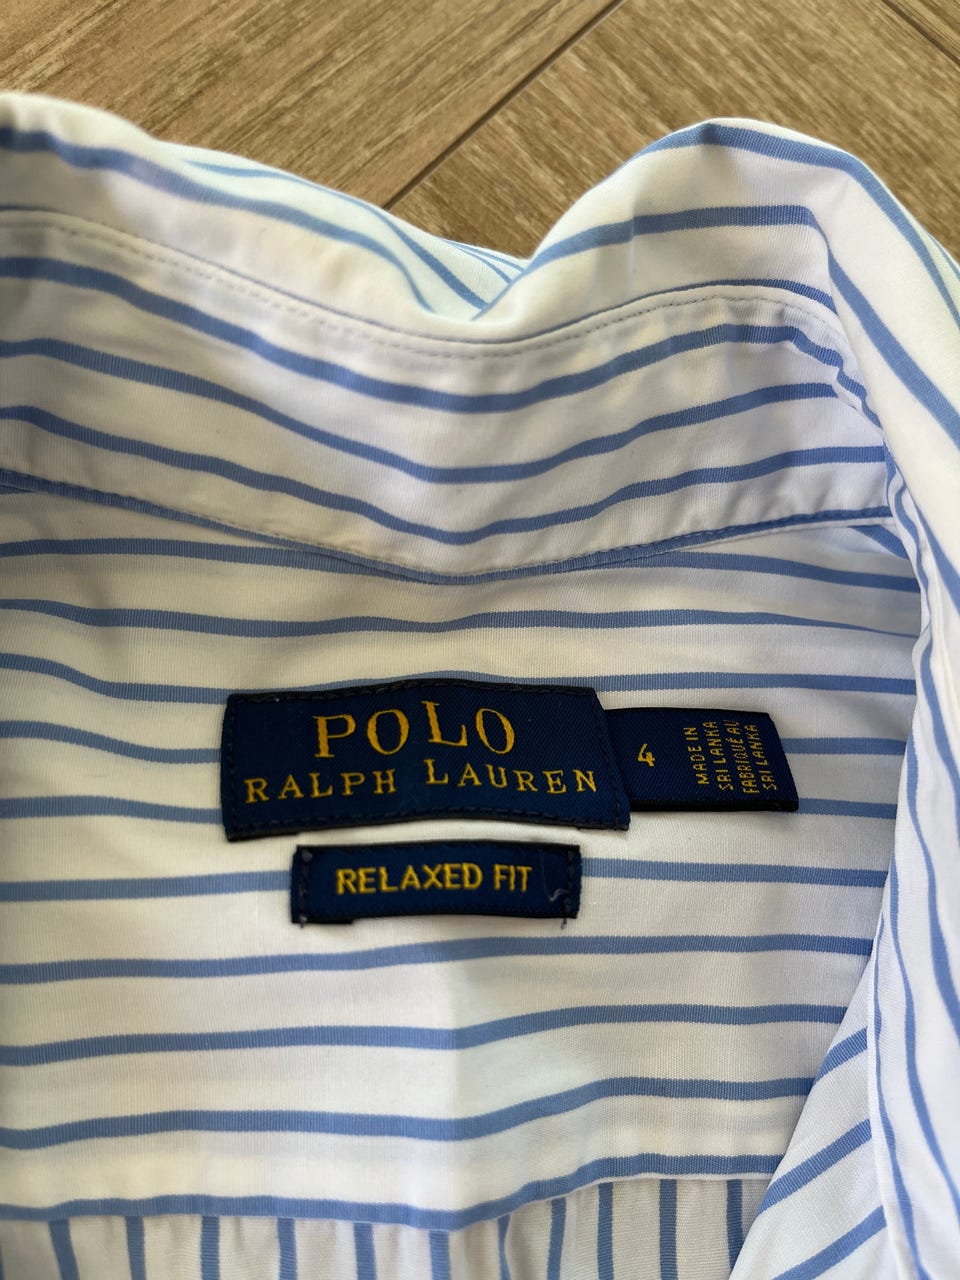 POLO
RALPH LAUREN
4
MADE IN
SRI LANKA
FABRIQUÉ AU
SRI LANKA
RELAXED FIT